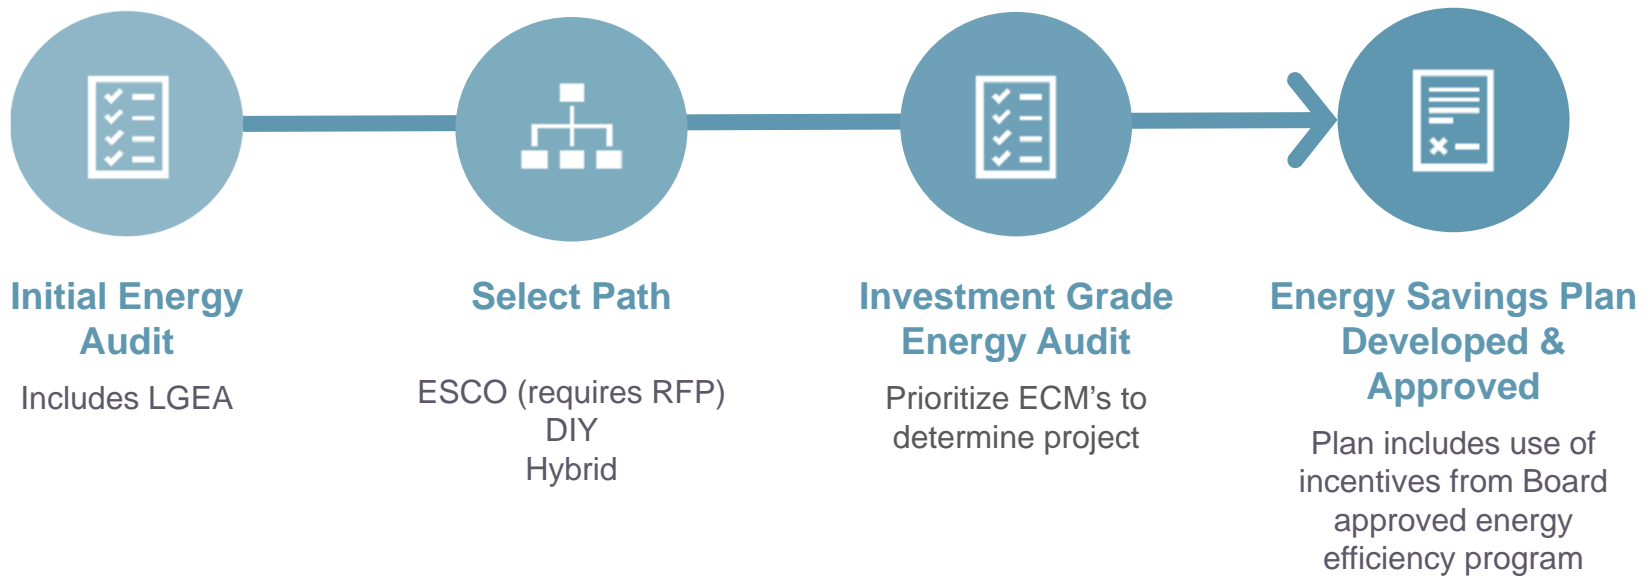 Initial Energy
Audit
Includes LGEA
Select Path
ESCO (requires RFP)
DIY
Hybrid
Investment Grade
Energy Audit
Prioritize ECM’s to
determine project
Energy Savings Plan
Developed &
Approved
Plan includes use of
incentives from Board
approved energy
efficiency program